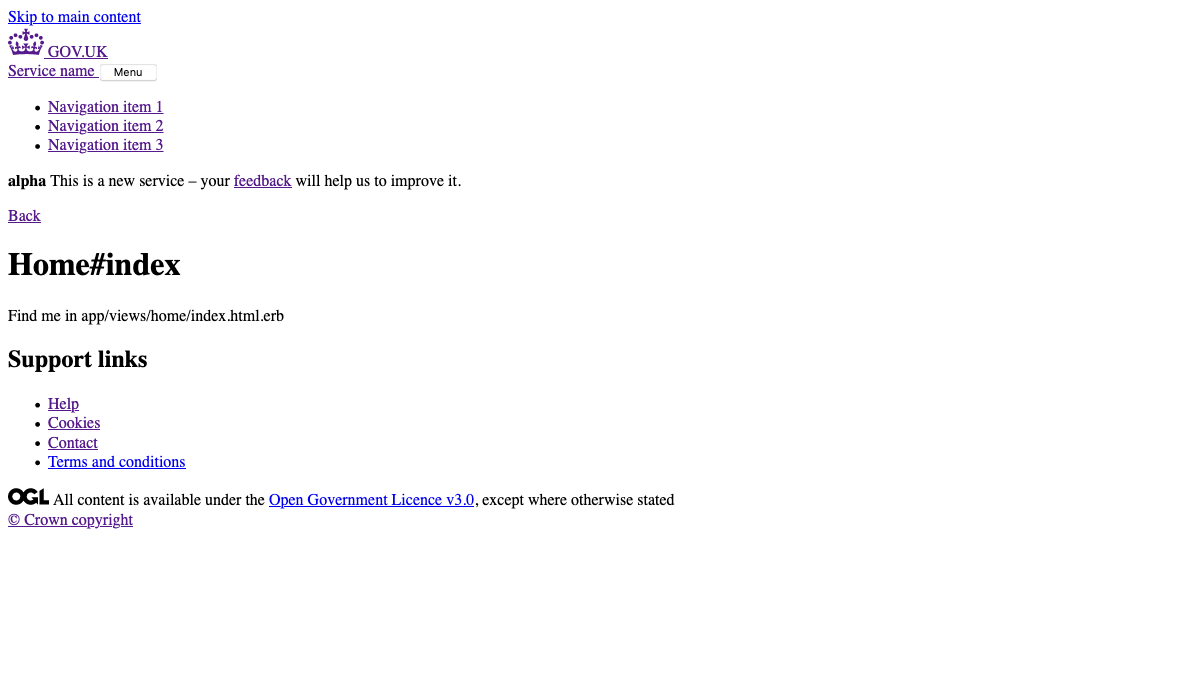 Skip to main content
GOV.UK
Service name Menu
Navigation item 1
Navigation item 2
Navigation item 3
alpha This is a new service – your feedback will help us to improve it.
Back
Home#index
Find me in app/views/home/index.html.erb
Support links
Help
Cookies
Contact
Terms and conditions
OGL All content is available under the Open Government Licence v3.0, except where otherwise stated
© Crown copyright